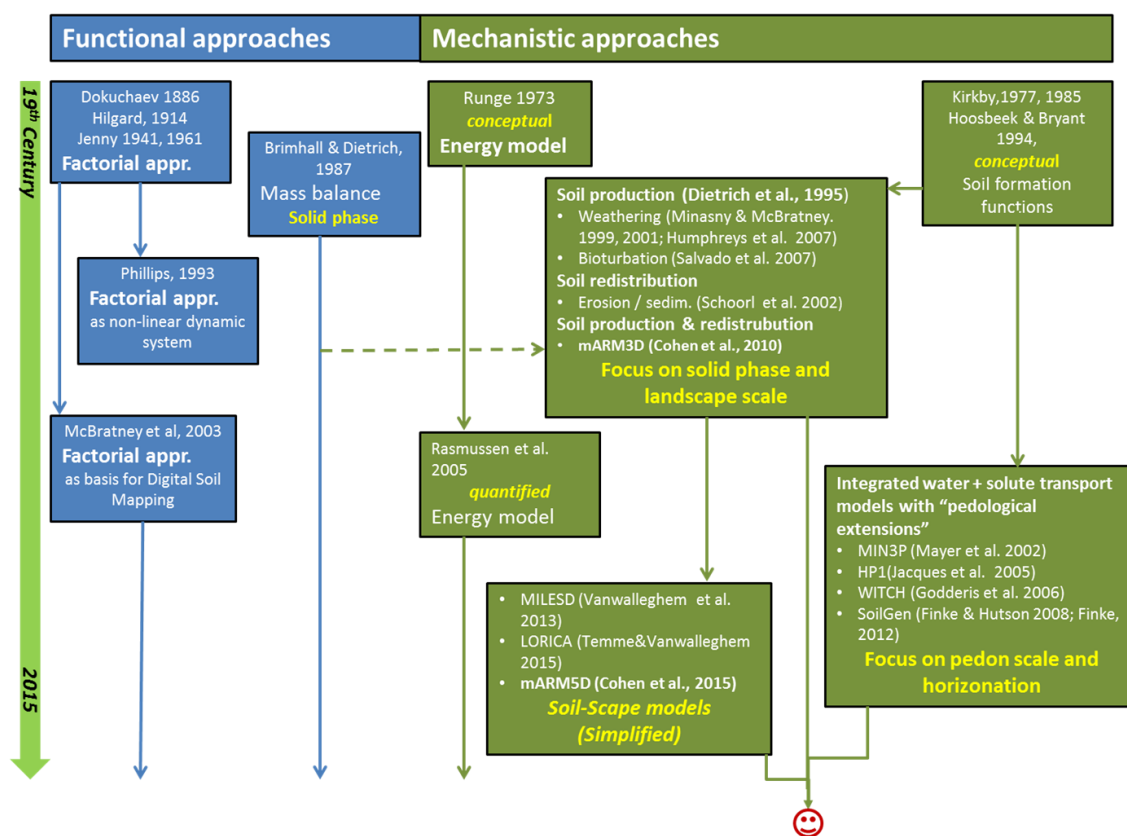 Functional approaches
Mechanistic approaches
19th Century
2015
Dokuchaev 1886
Hilgard, 1914
Jenny 1941, 1961
Factorial appr.
Brimhall & Dietrich,
1987
Mass balance
Solid phase
Runge 1973
conceptual
Energy model
Kirkby,1977, 1985
Hoosbeek & Bryant
1994,
conceptual
Soil formation
functions
Soil production (Dietrich et al., 1995)
• Weathering (Minasny & McBratney.
1999, 2001; Humphreys et al. 2007)
• Bioturbation (Salvado et al. 2007)
Soil redistribution
• Erosion / sedim. (Schoorl et al. 2002)
Soil production & redistrubution
• mARM3D (Cohen et al., 2010)
Focus on solid phase and
landscape scale
Phillips, 1993
Factorial appr.
as non-linear dynamic
system
McBratney et al, 2003
Factorial appr.
as basis for Digital Soil
Mapping
Rasmussen et al.
2005
quantified
Energy model
Integrated water + solute transport
models with “pedological
extensions”
• MIN3P (Mayer et al. 2002)
• HP1(Jacques et al. 2005)
• WITCH (Godderis et al. 2006)
• SoilGen (Finke & Hutson 2008; Finke,
2012)
Focus on pedon scale and
horizonation
• MILESD (Vanwalleghem et al.
2013)
• LORICA (Temme&Vanwalleghem
2015)
• mARM5D (Cohen et al., 2015)
Soil-Scape models
(Simplified)